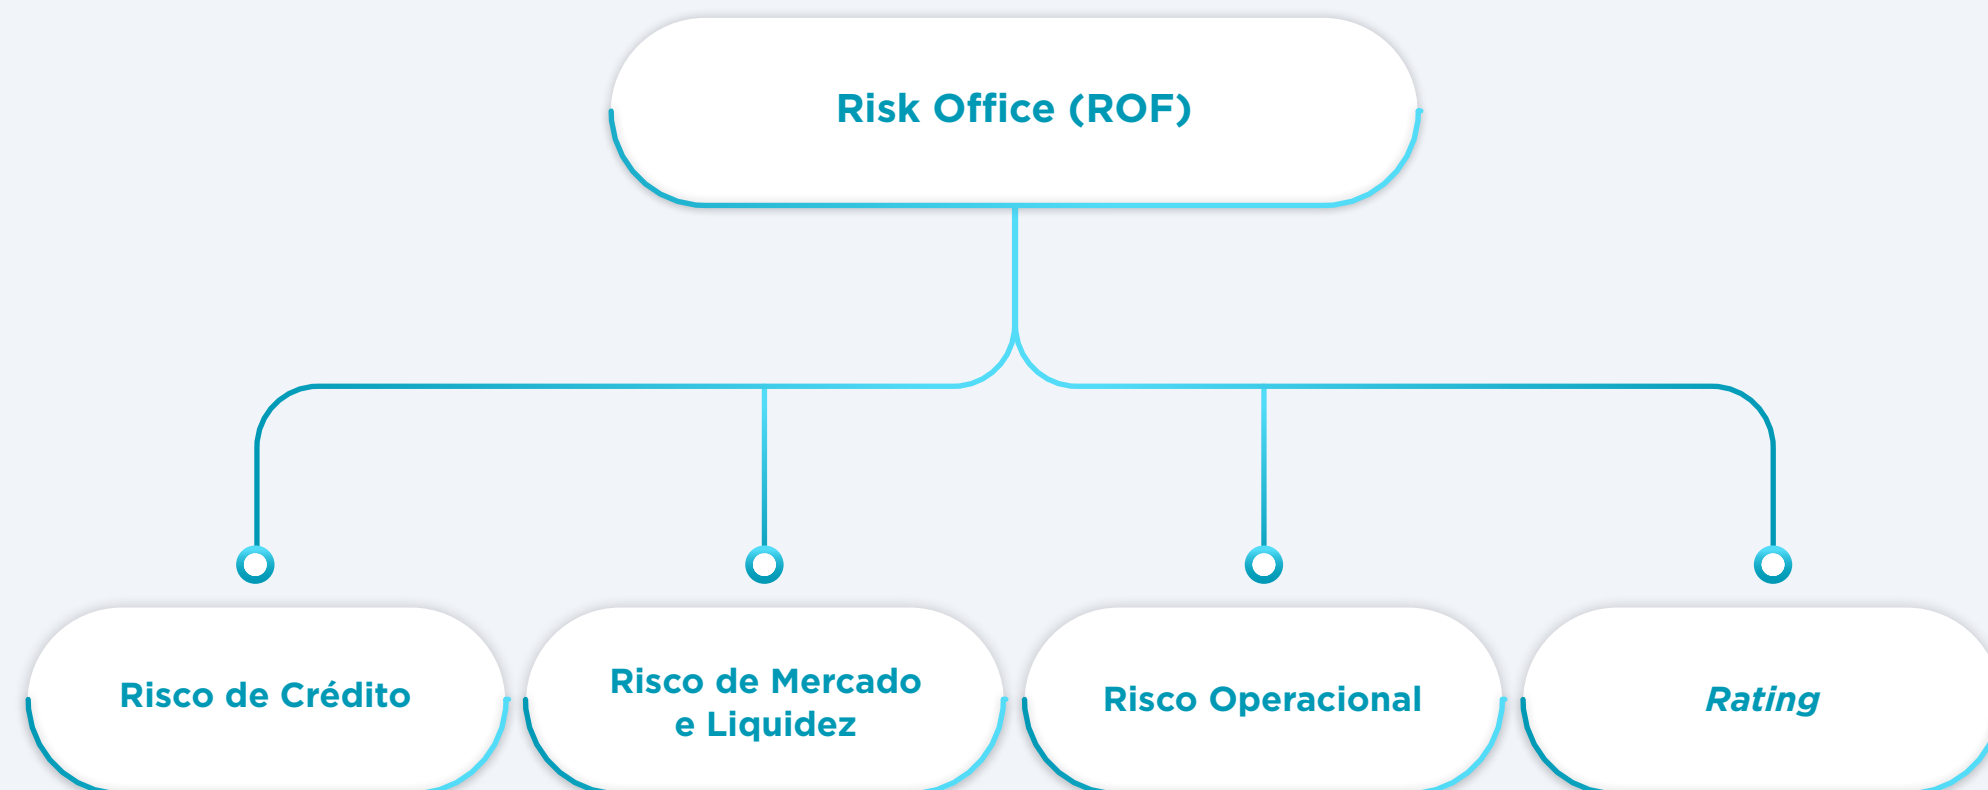 Risk Office (ROF)
Risco de Crédito
Risco de Mercado
e Liquidez
Risco Operacional
Rating